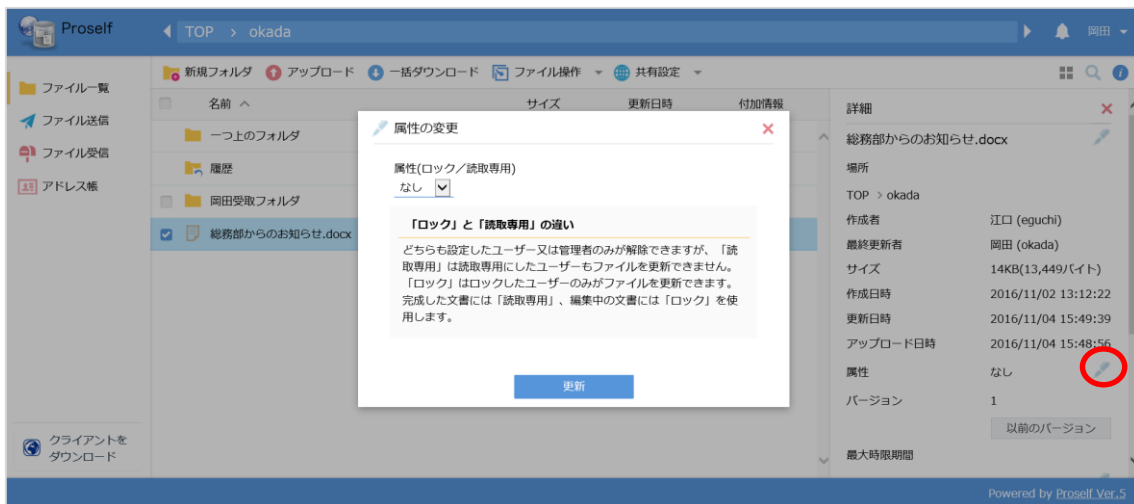 Proself
TOP > okada
岡田
ファイル一覧
ファイル送信
ファイル受信
アドレス帳
クライアントを
ダウンロード
新規フォルダ アップロード 一括ダウンロード ファイル操作 共有設定
名前 サイズ 更新日時 付加情報
一つ上のフォルダ
履歴
岡田受取フォルダ
総務部からのお知らせ.docx
属性の変更
属性(ロック/読取専用)
なし
「ロック」と「読取専用」の違い
どちらも設定したユーザー又は管理者のみが解除できますが、「読
取専用」は読取専用にしたユーザーもファイルを更新できません。
「ロック」はロックしたユーザーのみがファイルを更新できます。
完成した文書には「読取専用」、編集中の文書には「ロック」を使
用します。
更新
詳細
総務部からのお知らせ.docx
場所
TOP > okada
作成者 江口 (eguchi)
最終更新者 岡田 (okada)
サイズ 14KB(13,449バイト)
作成日時 2016/11/02 13:12:22
更新日時 2016/11/04 15:49:39
アップロード日時 2016/11/04 15:48:56
属性 なし
バージョン 1
以前のバージョン
最大時限期間
Powered by Proself Ver.5